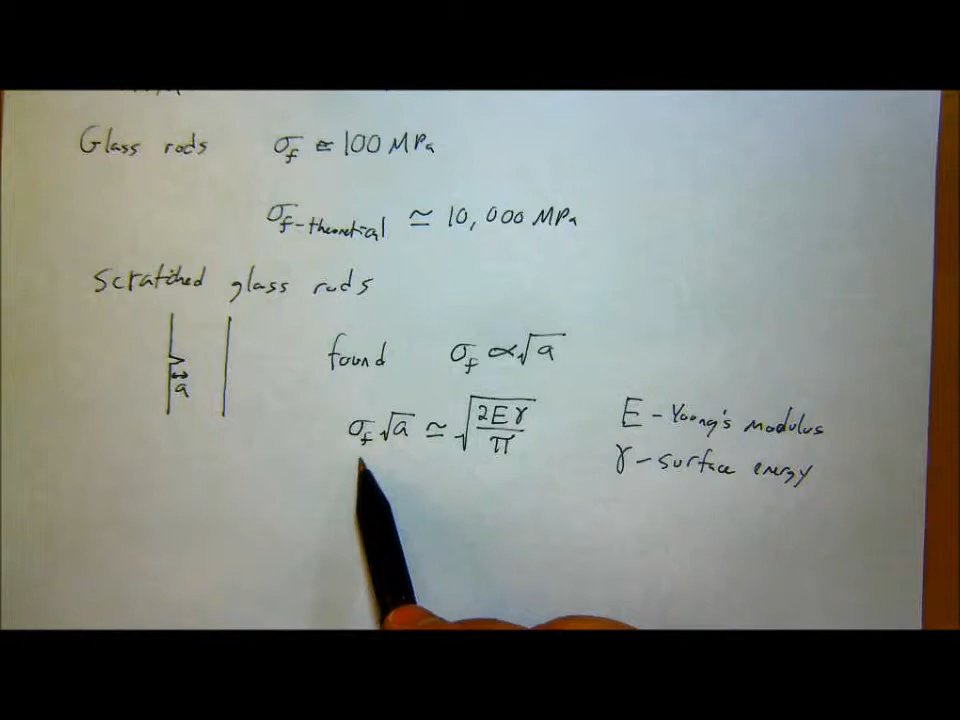 Glass rods σf ≅ 100 MPa
σf-theoretical ≃ 10,000 MPa
Scratched glass rods
a
found σf ∝ √a
σf √a ≃ √(2Eγ/π)
E - Young's modulus
γ - surface energy